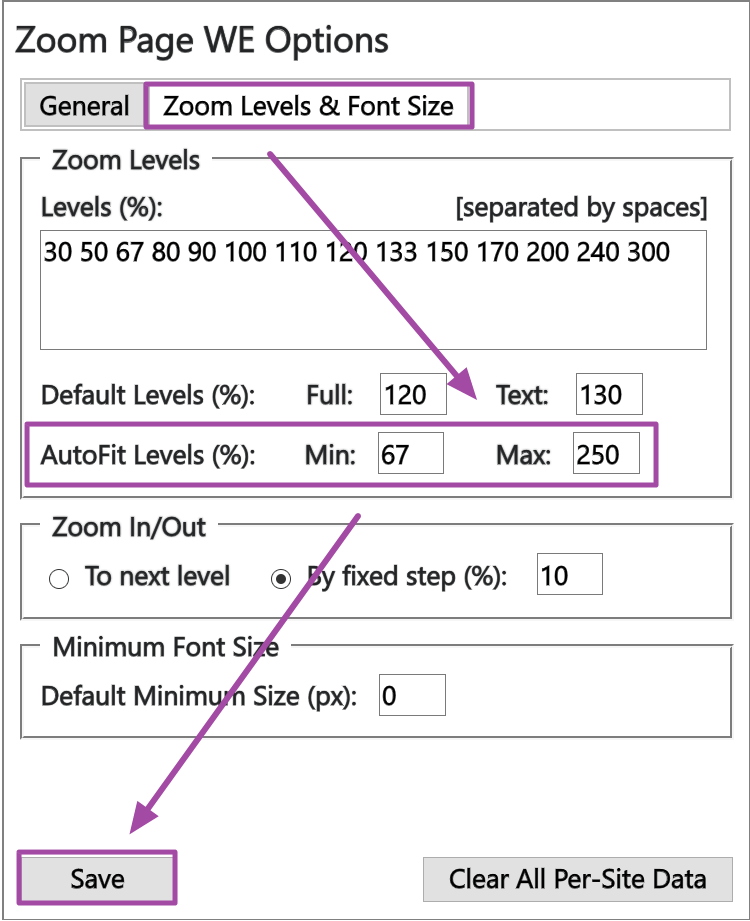 Zoom Page WE Options
General Zoom Levels & Font Size
Zoom Levels
Levels (%): [separated by spaces]
30 50 67 80 90 100 110 120 133 150 170 200 240 300
Default Levels (%): Full: 120 Text: 130
AutoFit Levels (%): Min: 67 Max: 250
Zoom In/Out
To next level By fixed step (%): 10
Minimum Font Size
Default Minimum Size (px): 0
Save Clear All Per-Site Data